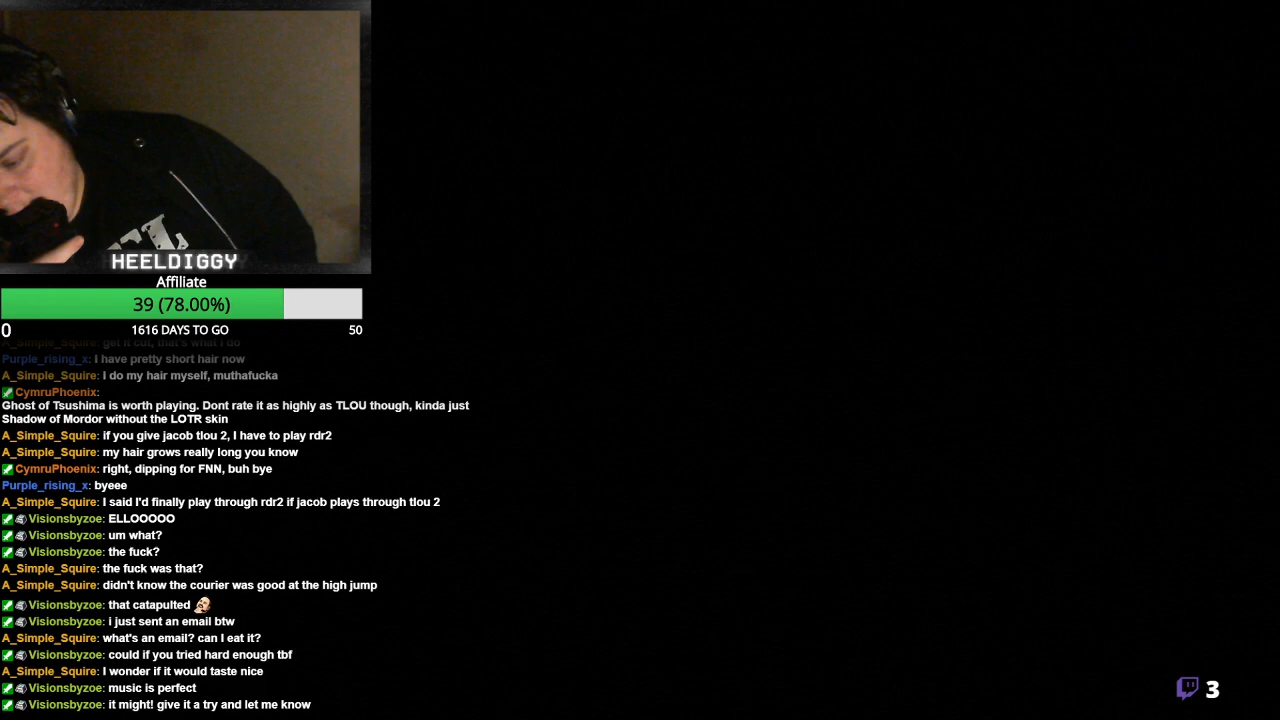 HEELDIGGY
Affiliate
39 (78.00%)
0 1616 DAYS TO GO 50
A_Simple_Squire: get it cut, that's what I do
Purple_rising_x: I have pretty short hair now
A_Simple_Squire: I do my hair myself, muthafucka
CymruPhoenix:
Ghost of Tsushima is worth playing. Dont rate it as highly as TLOU though, kinda just
Shadow of Mordor without the LOTR skin
A_Simple_Squire: if you give jacob tlou 2, I have to play rdr2
A_Simple_Squire: my hair grows really long you know
CymruPhoenix: right, dipping for FNN, buh bye
Purple_rising_x: byeee
A_Simple_Squire: I said I'd finally play through rdr2 if jacob plays through tlou 2
Visionsbyzoe: ELLOOOOO
Visionsbyzoe: um what?
Visionsbyzoe: the fuck?
A_Simple_Squire: the fuck was that?
A_Simple_Squire: didn't know the courier was good at the high jump
Visionsbyzoe: that catapulted
Visionsbyzoe: i just sent an email btw
A_Simple_Squire: what's an email? can I eat it?
Visionsbyzoe: could if you tried hard enough tbf
A_Simple_Squire: I wonder if it would taste nice
Visionsbyzoe: music is perfect
Visionsbyzoe: it might! give it a try and let me know
3